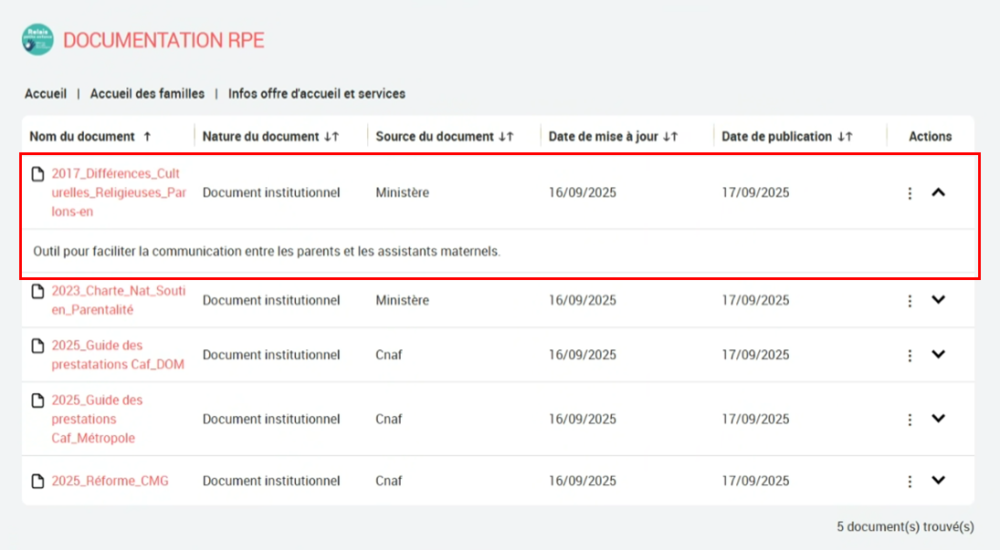 Relais
DOCUMENTATION RPE
Accueil | Accueil des familles | Infos offre d'accueil et services
Nom du document ↑ Nature du document ↓↑ Source du document ↓↑ Date de mise à jour ↓↑ Date de publication ↓↑ Actions
2017_Différences_Cult
urelles_Religieuses_Par
lons-en
Document institutionnel Ministère 16/09/2025 17/09/2025
Outil pour faciliter la communication entre les parents et les assistants maternels.
2023_Charte_Nat_Souti
en_Parentalité
Document institutionnel Ministère 16/09/2025 17/09/2025
2025_Guide des
prestatations Caf_DOM
Document institutionnel Cnaf 16/09/2025 17/09/2025
2025_Guide des
prestations
Caf_Métropole
Document institutionnel Cnaf 16/09/2025 17/09/2025
2025_Réforme_CMG Document institutionnel Cnaf 16/09/2025 17/09/2025
5 document(s) trouvé(s)